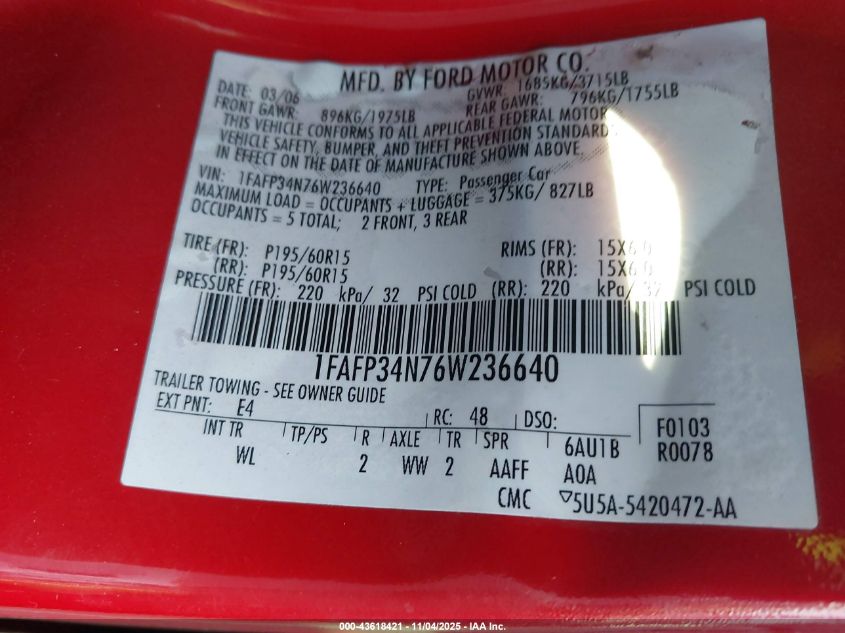 MFD. BY FORD MOTOR CO.
DATE: 03/06 GVWR: 1685KG/3715LB
FRONT GAWR: 896KG/1975LB REAR GAWR: 796KG/1755LB
THIS VEHICLE CONFORMS TO ALL APPLICABLE FEDERAL MOTOR
VEHICLE SAFETY, BUMPER, AND THEFT PREVENTION STANDARDS
IN EFFECT ON THE DATE OF MANUFACTURE SHOWN ABOVE.
VIN: 1FAFP34N76W236640 TYPE: Passenger Car
MAXIMUM LOAD = OCCUPANTS + LUGGAGE = 375KG/ 827LB
OCCUPANTS = 5 TOTAL; 2 FRONT, 3 REAR
TIRE (FR): P195/60R15 RIMS (FR): 15X6.0
(RR): P195/60R15 (RR): 15X6.0
PRESSURE (FR): 220 kPa/ 32 PSI COLD (RR): 220 kPa/ 32 PSI COLD
1FAFP34N76W236640
TRAILER TOWING - SEE OWNER GUIDE
EXT PNT: E4 RC: 48 DSO: F0103
INT TR TP/PS R AXLE TR SPR 6AU1B R0078
WL 2 WW 2 AAFF A0A
CMC 5U5A-5420472-AA
000-43618421 - 11/04/2025 - IAA Inc.